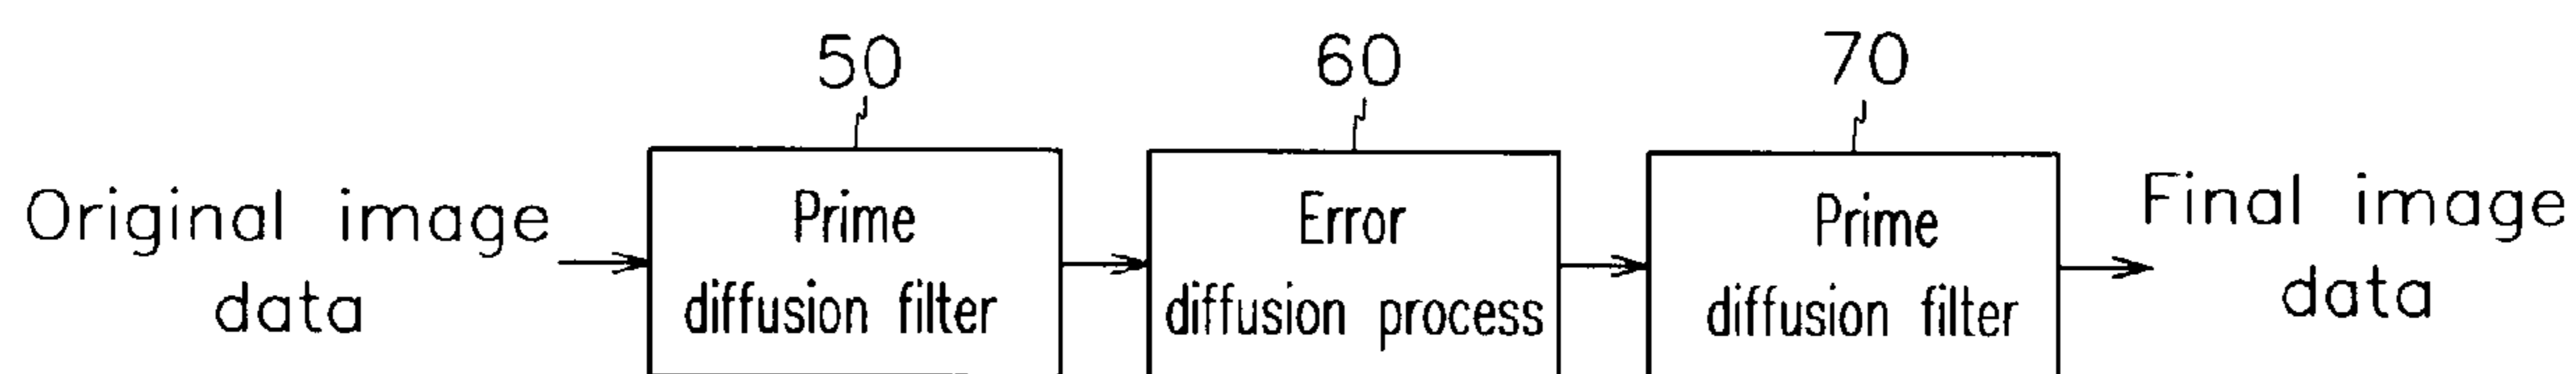 50
60
70
Original image
data
Prime
diffusion filter
Error
diffusion process
Prime
diffusion filter
Final image
data